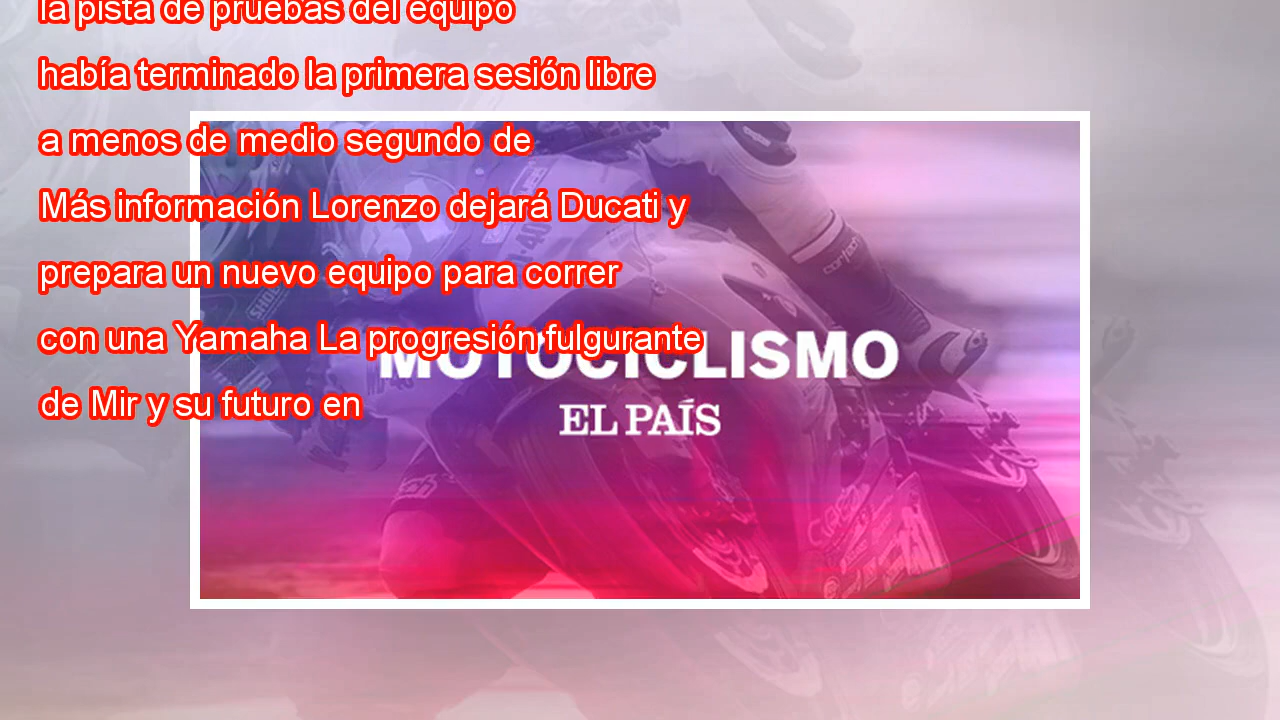 la pista de pruebas del equipo
había terminado la primera sesión libre
a menos de medio segundo de
Más información Lorenzo dejará Ducati y
prepara un nuevo equipo para correr
con una Yamaha La progresión fulgurante
de Mir y su futuro en
MOTOCICLISMO
EL PAÍS